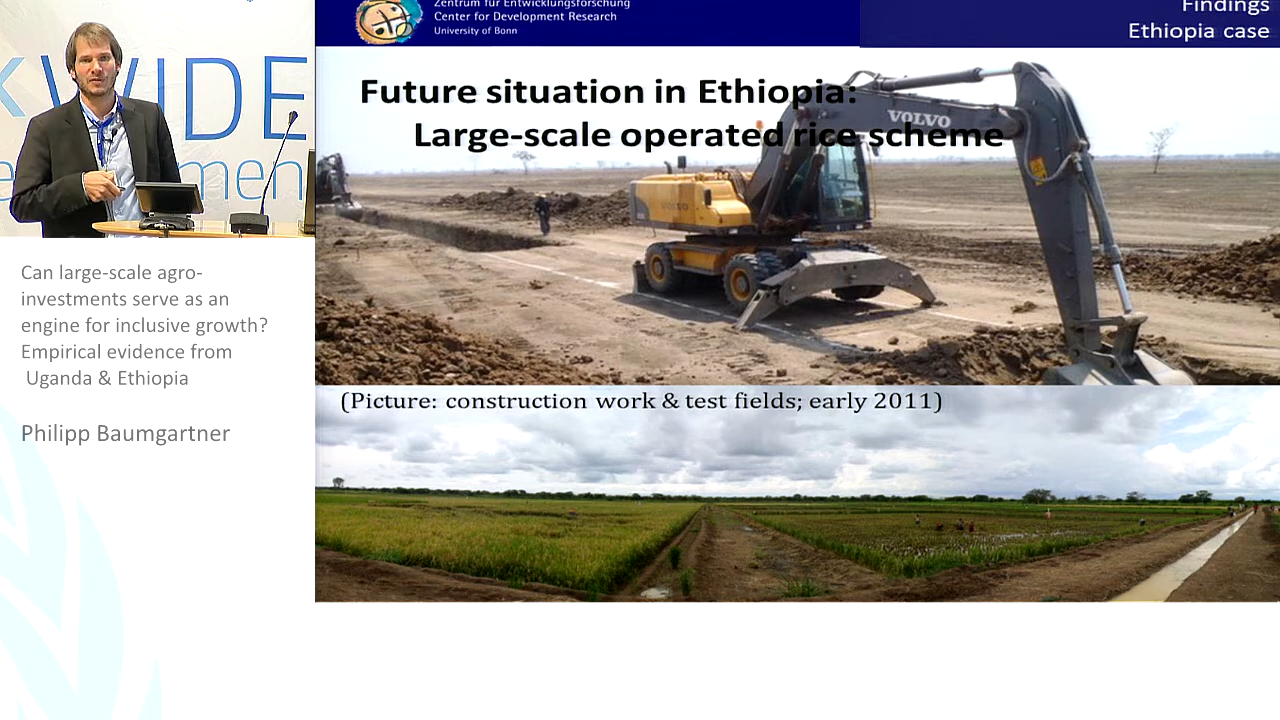 WIDE
men
Can large-scale agro-
investments serve as an
engine for inclusive growth?
Empirical evidence from
Uganda & Ethiopia
Philipp Baumgartner
Zentrum für Entwicklungsforschung
Center for Development Research
University of Bonn
Findings
Ethiopia case
Future situation in Ethiopia:
Large-scale operated rice scheme
VOLVO
VOLVO
(Picture: construction work & test fields; early 2011)